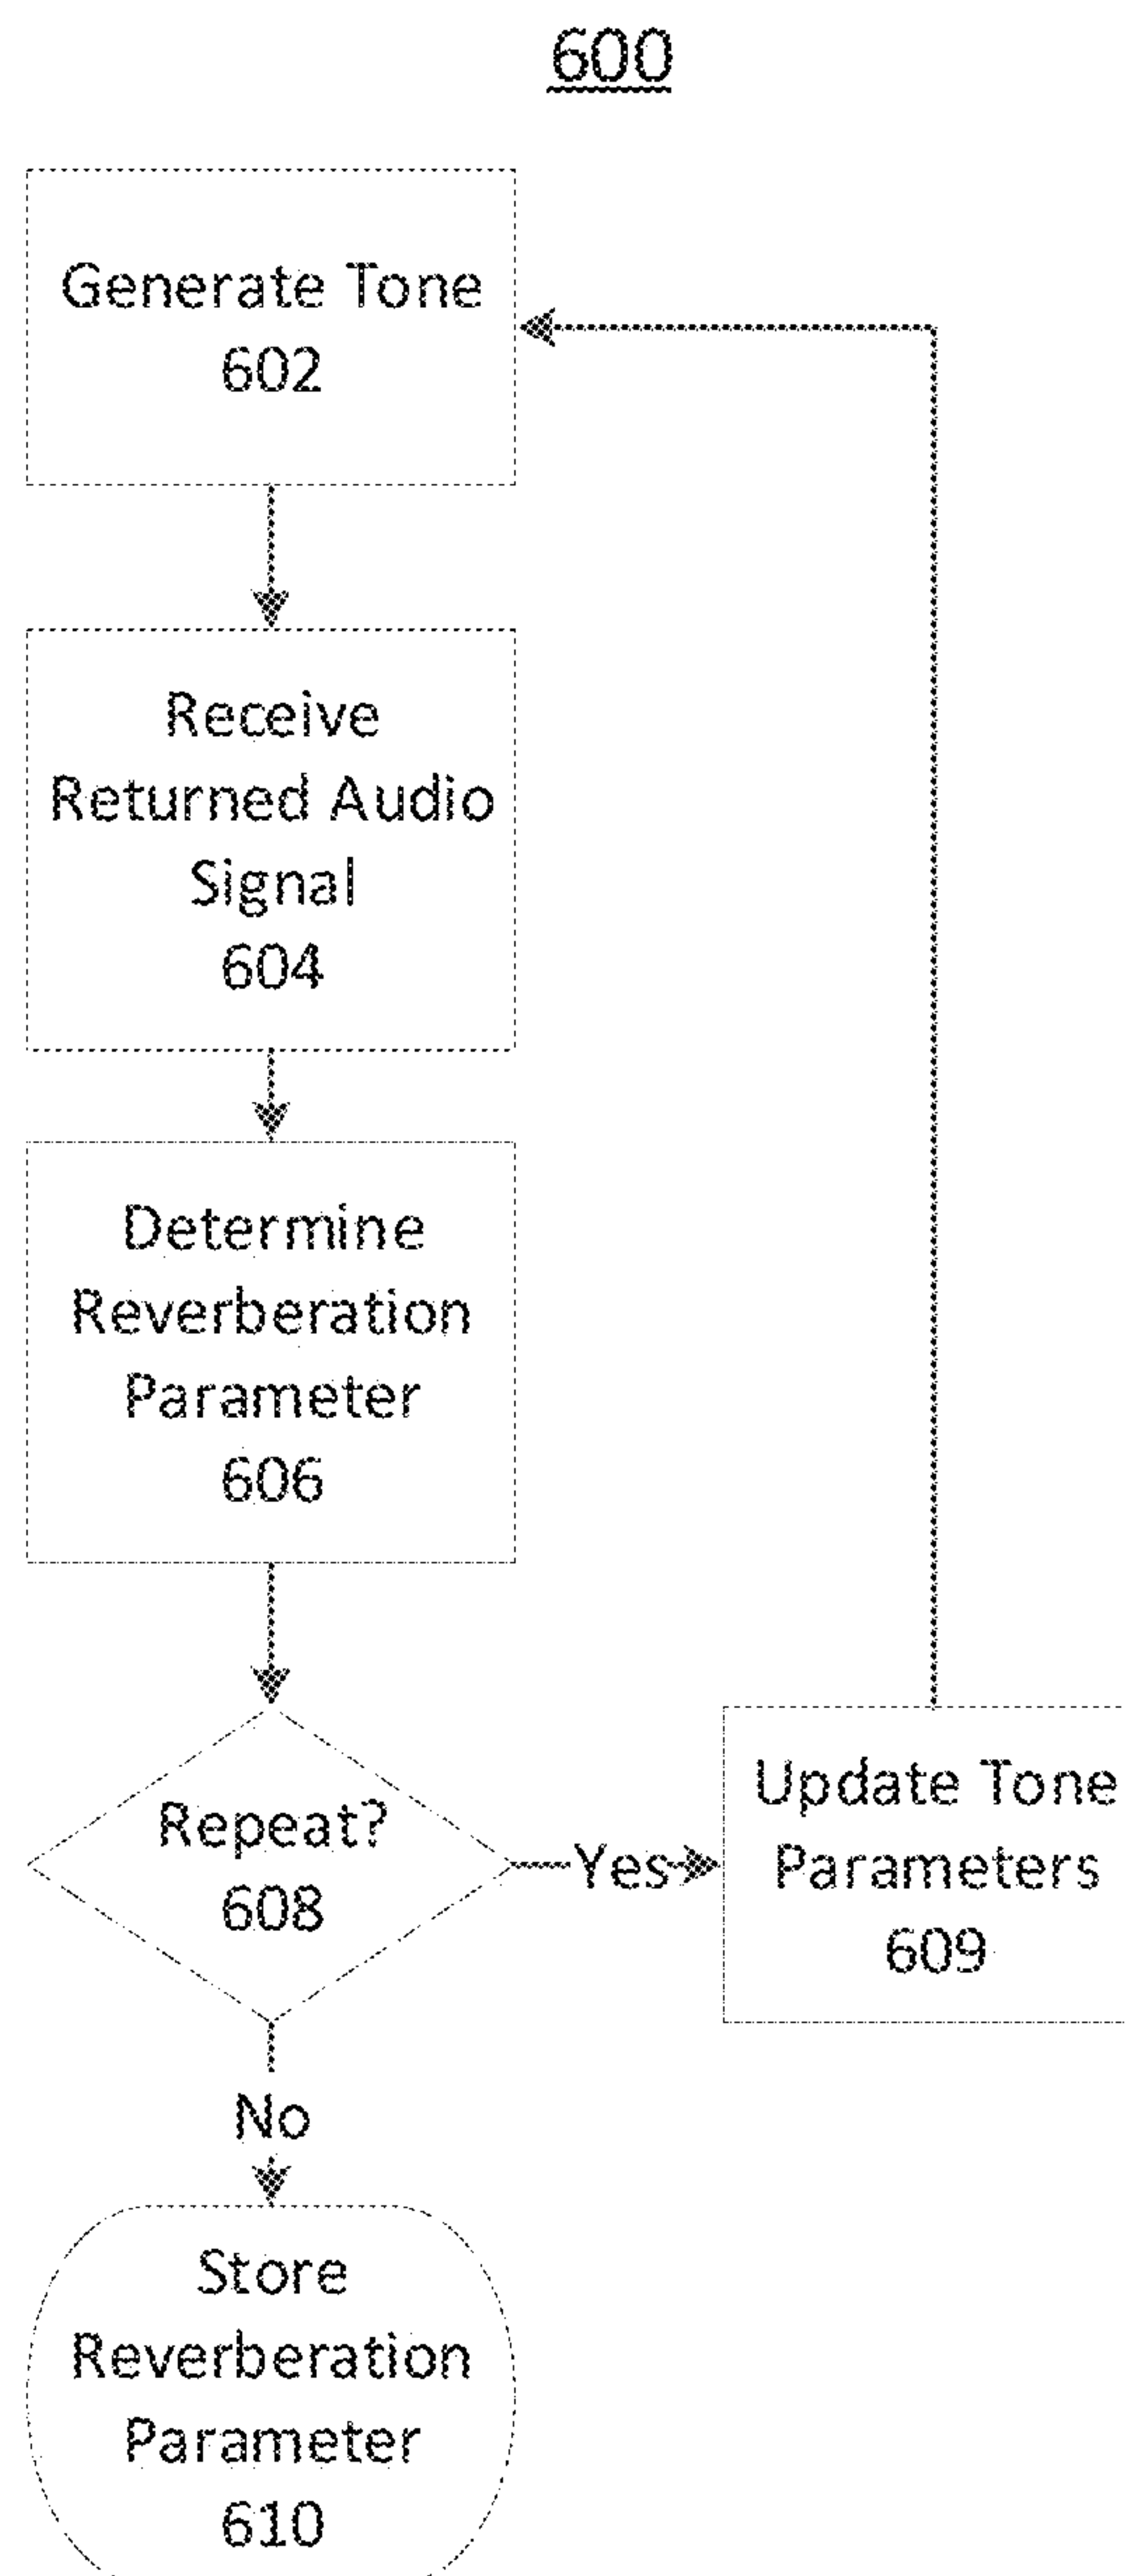 600
Generate Tone
602
Receive
Returned Audio
Signal
604
Determine
Reverberation
Parameter
606
Repeat?
608
Yes
Update Tone
Parameters
609
No
Store
Reverberation
Parameter
610